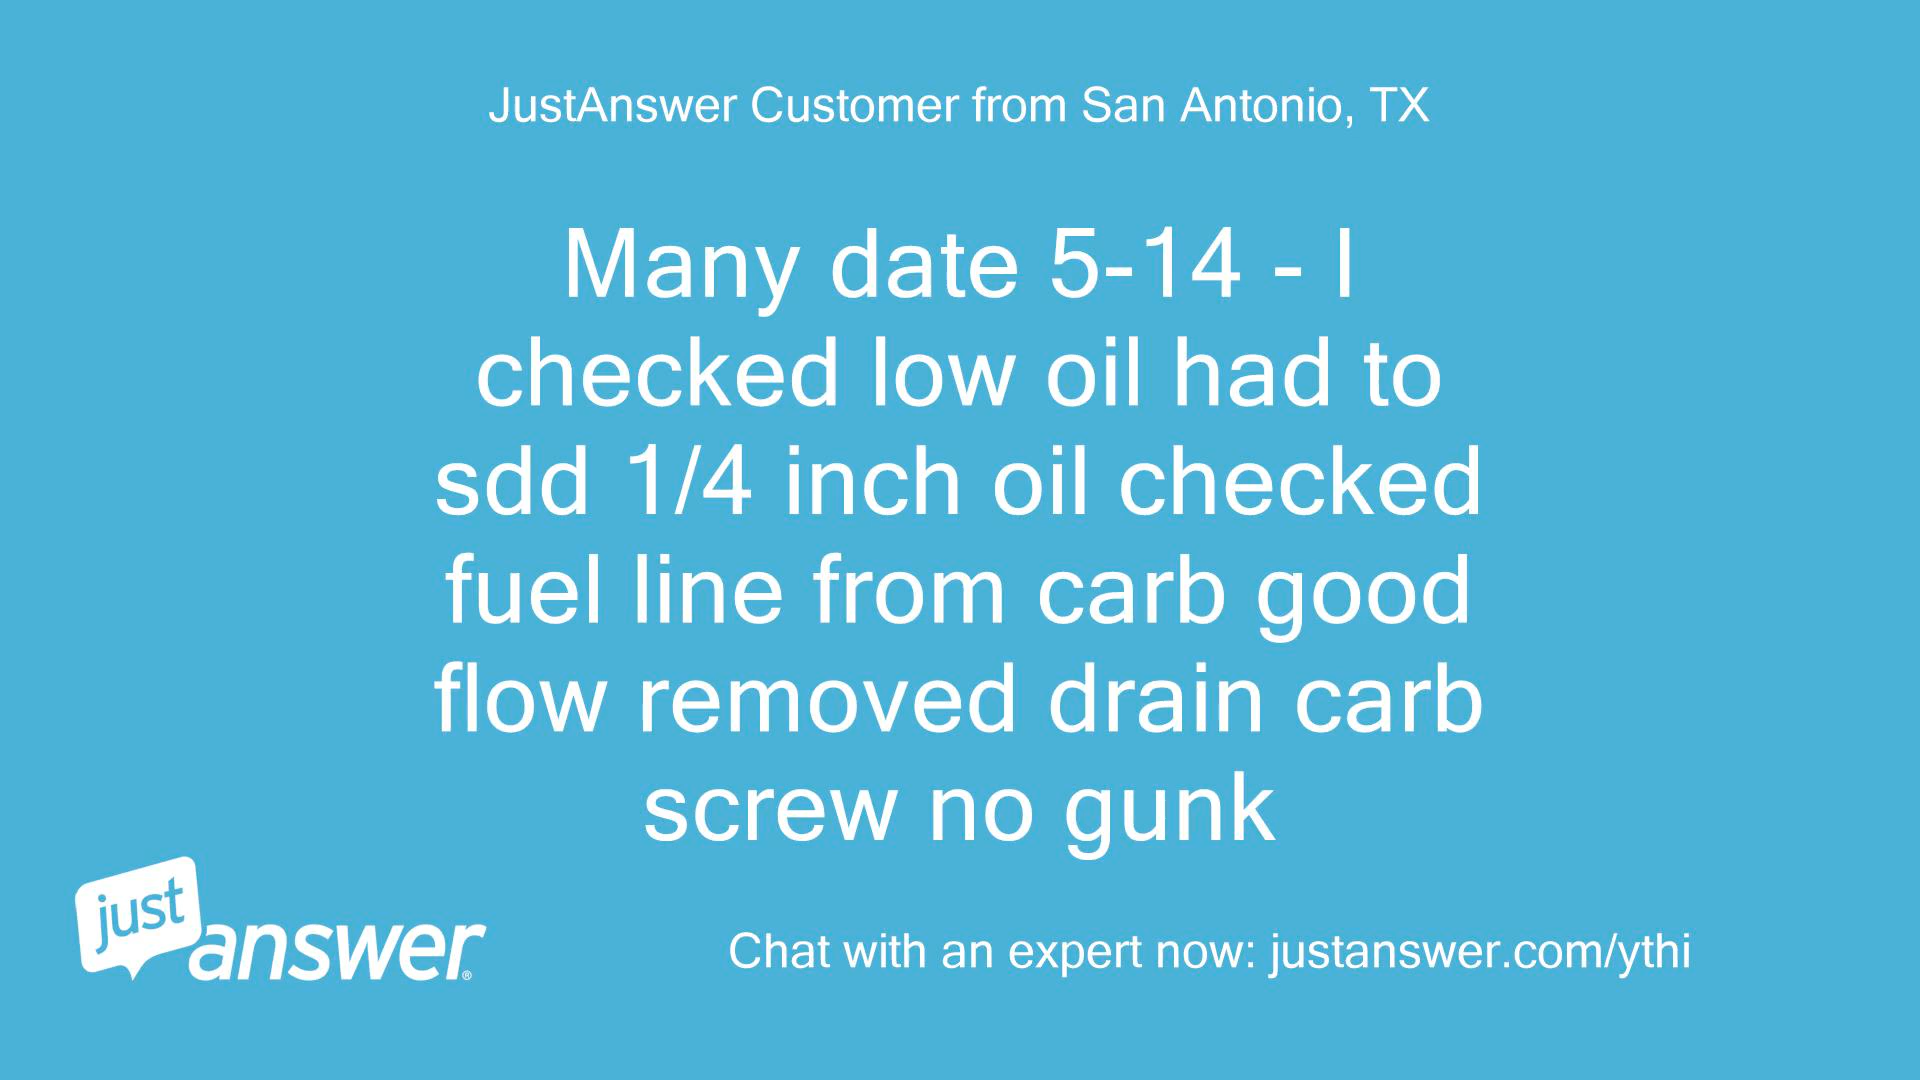 JustAnswer Customer from San Antonio, TX
Many date 5-14 - I
checked low oil had to
sdd 1/4 inch oil checked
fuel line from carb good
flow removed drain carb
screw no gunk
just
answer®
Chat with an expert now: justanswer.com/ythi